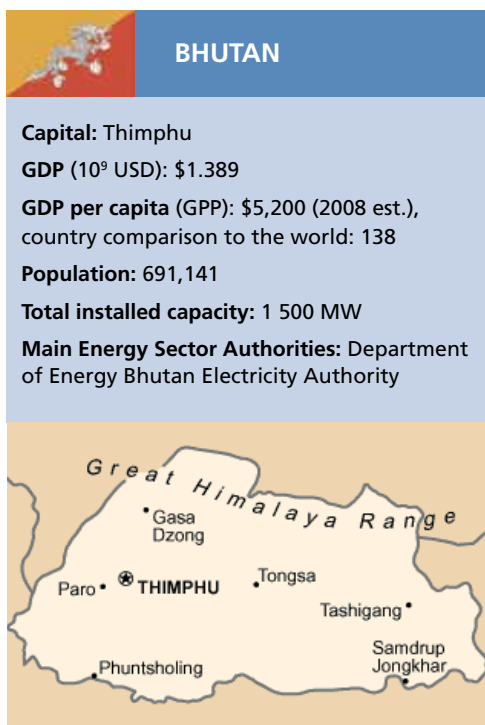 BHUTAN
Capital: Thimphu
GDP (10⁹ USD): $1.389
GDP per capita (GPP): $5,200 (2008 est.),
country comparison to the world: 138
Population: 691,141
Total installed capacity: 1 500 MW
Main Energy Sector Authorities: Department
of Energy Bhutan Electricity Authority
Great Himalaya Range
Gasa
Dzong
Paro
THIMPHU
Tongsa
Tashigang
Phuntsholing
Samdrup
Jongkhar